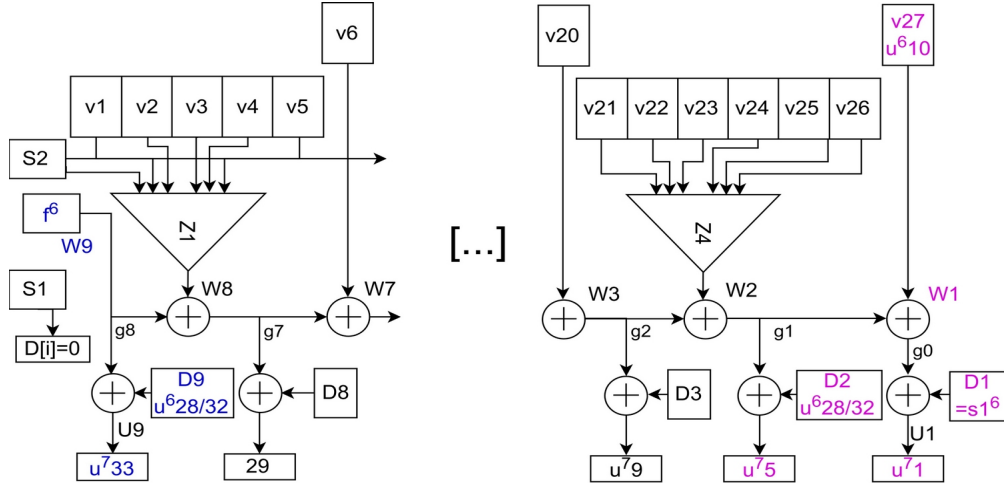 v6
v20
v27
u⁶10
v1 v2 v3 v4 v5
v21 v22 v23 v24 v25 v26
S2
f⁶
Z1
Z4
[...]
W9
S1
W8
W7
W3
W2
W1
D[i]=0
g8
g7
g2
g1
g0
D9
u⁶28/32
D8
D3
D2
u⁶28/32
D1
=s1⁶
U9
U1
u⁷33
29
u⁷9
u⁷5
u⁷1